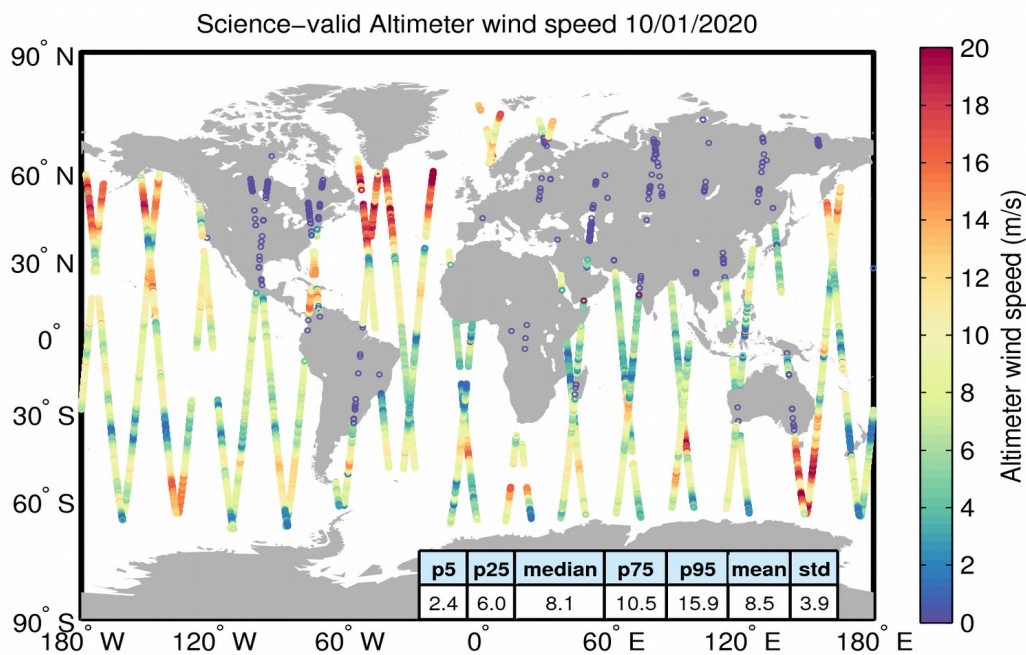 Science−valid Altimeter wind speed 10/01/2020
90° N
60° N
30° N
0°
30° S
60° S
90° S
180° W
120° W
60° W
0°
60° E
120° E
180° E
p5 p25 median p75 p95 mean std
2.4 6.0 8.1 10.5 15.9 8.5 3.9
20
18
16
14
12
10
8
6
4
2
0
Altimeter wind speed (m/s)